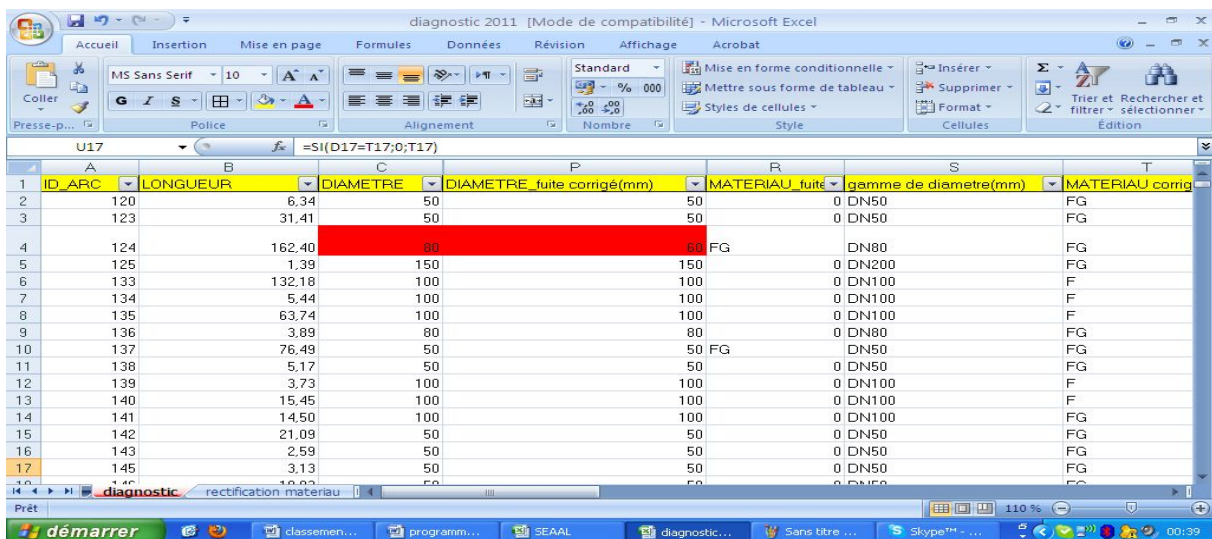 diagnostic 2011 [Mode de compatibilité] - Microsoft Excel
Accueil Insertion Mise en page Formules Données Révision Affichage Acrobat
Coller
MS Sans Serif 10
G I S
Standard
% 000
Mise en forme conditionnelle
Mettre sous forme de tableau
Styles de cellules
Insérer
Supprimer
Format
Σ
Trier et filtrer
Rechercher et sélectionner
Presse-p... Police Alignement Nombre Style Cellules Édition
U17 fx =SI(D17=T17;0;T17)
A B C P R S T
1 ID_ARC LONGUEUR DIAMETRE DIAMETRE_fuite corrigé(mm) MATERIAU_fuite gamme de diametre(mm) MATERIAU corrig
2 120 6,34 50 50 0 DN50 FG
3 123 31,41 50 50 0 DN50 FG
4 124 162,40 80 60 FG DN80 FG
5 125 1,39 150 150 0 DN200 FG
6 133 132,18 100 100 0 DN100 F
7 134 5,44 100 100 0 DN100 F
8 135 63,74 100 100 0 DN100 F
9 136 3,89 80 80 0 DN80 FG
10 137 76,49 50 50 FG DN50 FG
11 138 5,17 50 50 0 DN50 FG
12 139 3,73 100 100 0 DN100 F
13 140 15,45 100 100 0 DN100 F
14 141 14,50 100 100 0 DN100 FG
15 142 21,09 50 50 0 DN50 FG
16 143 2,59 50 50 0 DN50 FG
17 145 3,13 50 50 0 DN50 FG
diagnostic rectification materiau
Prêt 110 %
démarrer classemen... programm... SEAAL diagnostic... Sans titre ... Skype™ - ... 00:39